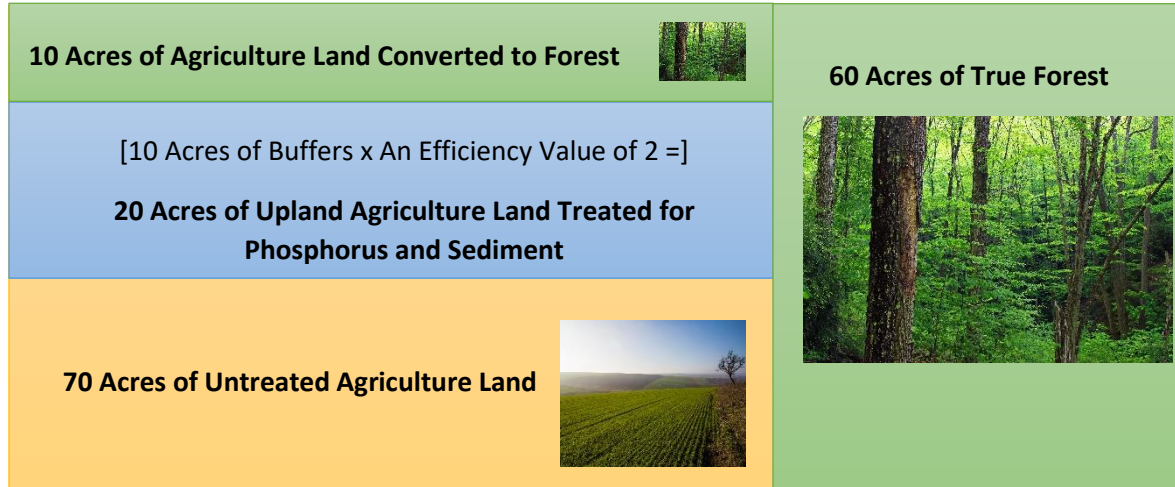 10 Acres of Agriculture Land Converted to Forest
[10 Acres of Buffers x An Efficiency Value of 2 =]
20 Acres of Upland Agriculture Land Treated for
Phosphorus and Sediment
70 Acres of Untreated Agriculture Land
60 Acres of True Forest